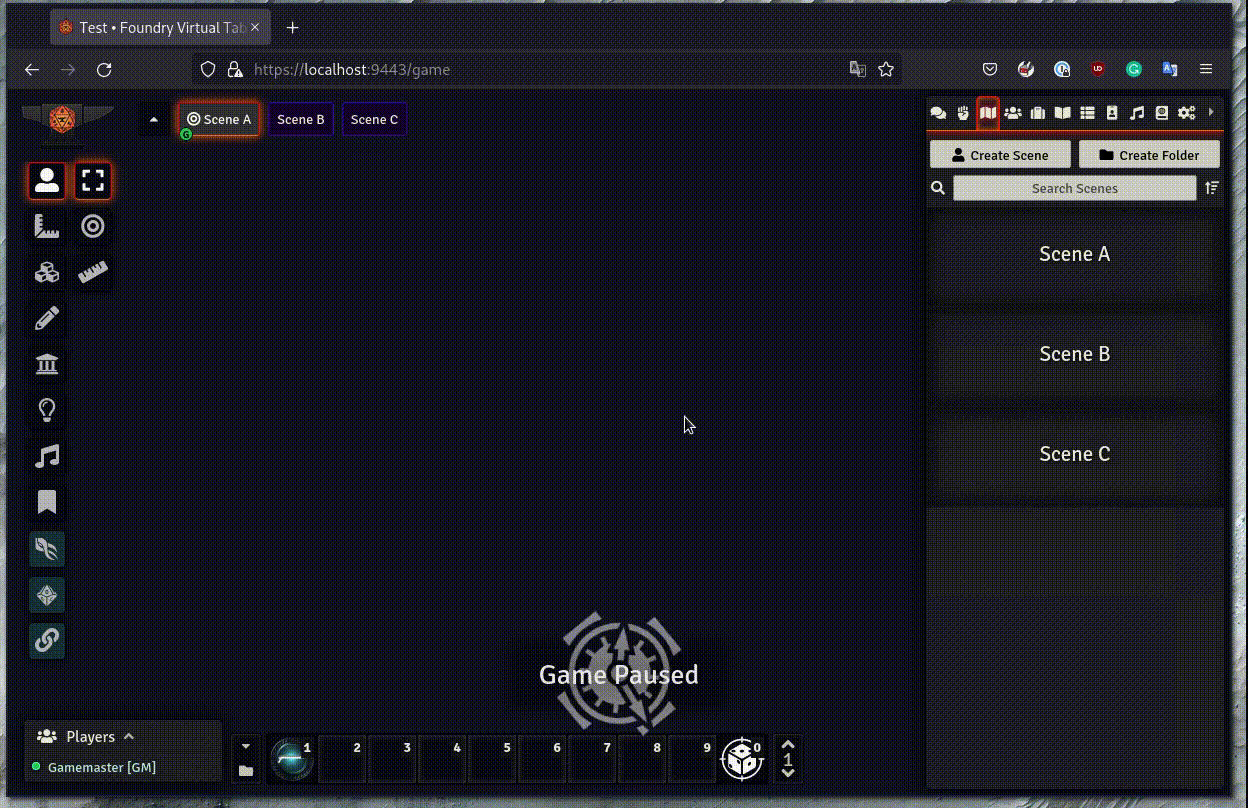 Test • Foundry Virtual Tab
https://localhost:9443/game
Scene A
Scene B
Scene C
G
Create Scene
Create Folder
Search Scenes
Scene A
Scene B
Scene C
Game Paused
Players
Gamemaster [GM]
1
2
3
4
5
6
7
8
9
0
1